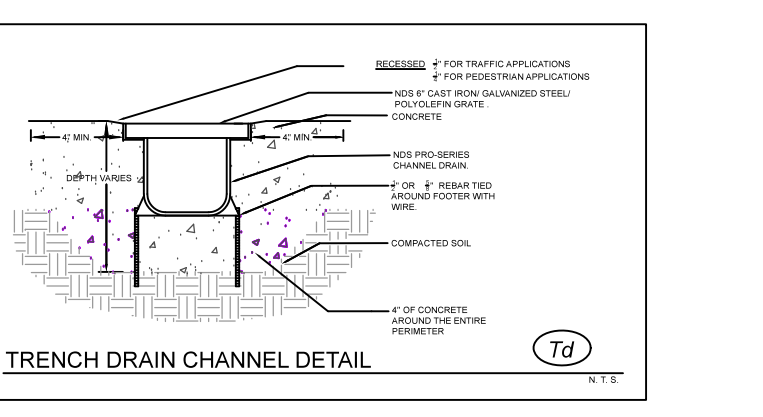 RECESSED ½" FOR TRAFFIC APPLICATIONS
¼" FOR PEDESTRIAN APPLICATIONS
NDS 6" CAST IRON/ GALVANIZED STEEL/
POLYOLEFIN GRATE .
CONCRETE
4" MIN.
4" MIN.
NDS PRO-SERIES
CHANNEL DRAIN.
DEPTH VARIES
½" OR ⅝" REBAR TIED
AROUND FOOTER WITH
WIRE.
COMPACTED SOIL
4" OF CONCRETE
AROUND THE ENTIRE
PERIMETER
TRENCH DRAIN CHANNEL DETAIL
Td
N. T. S.